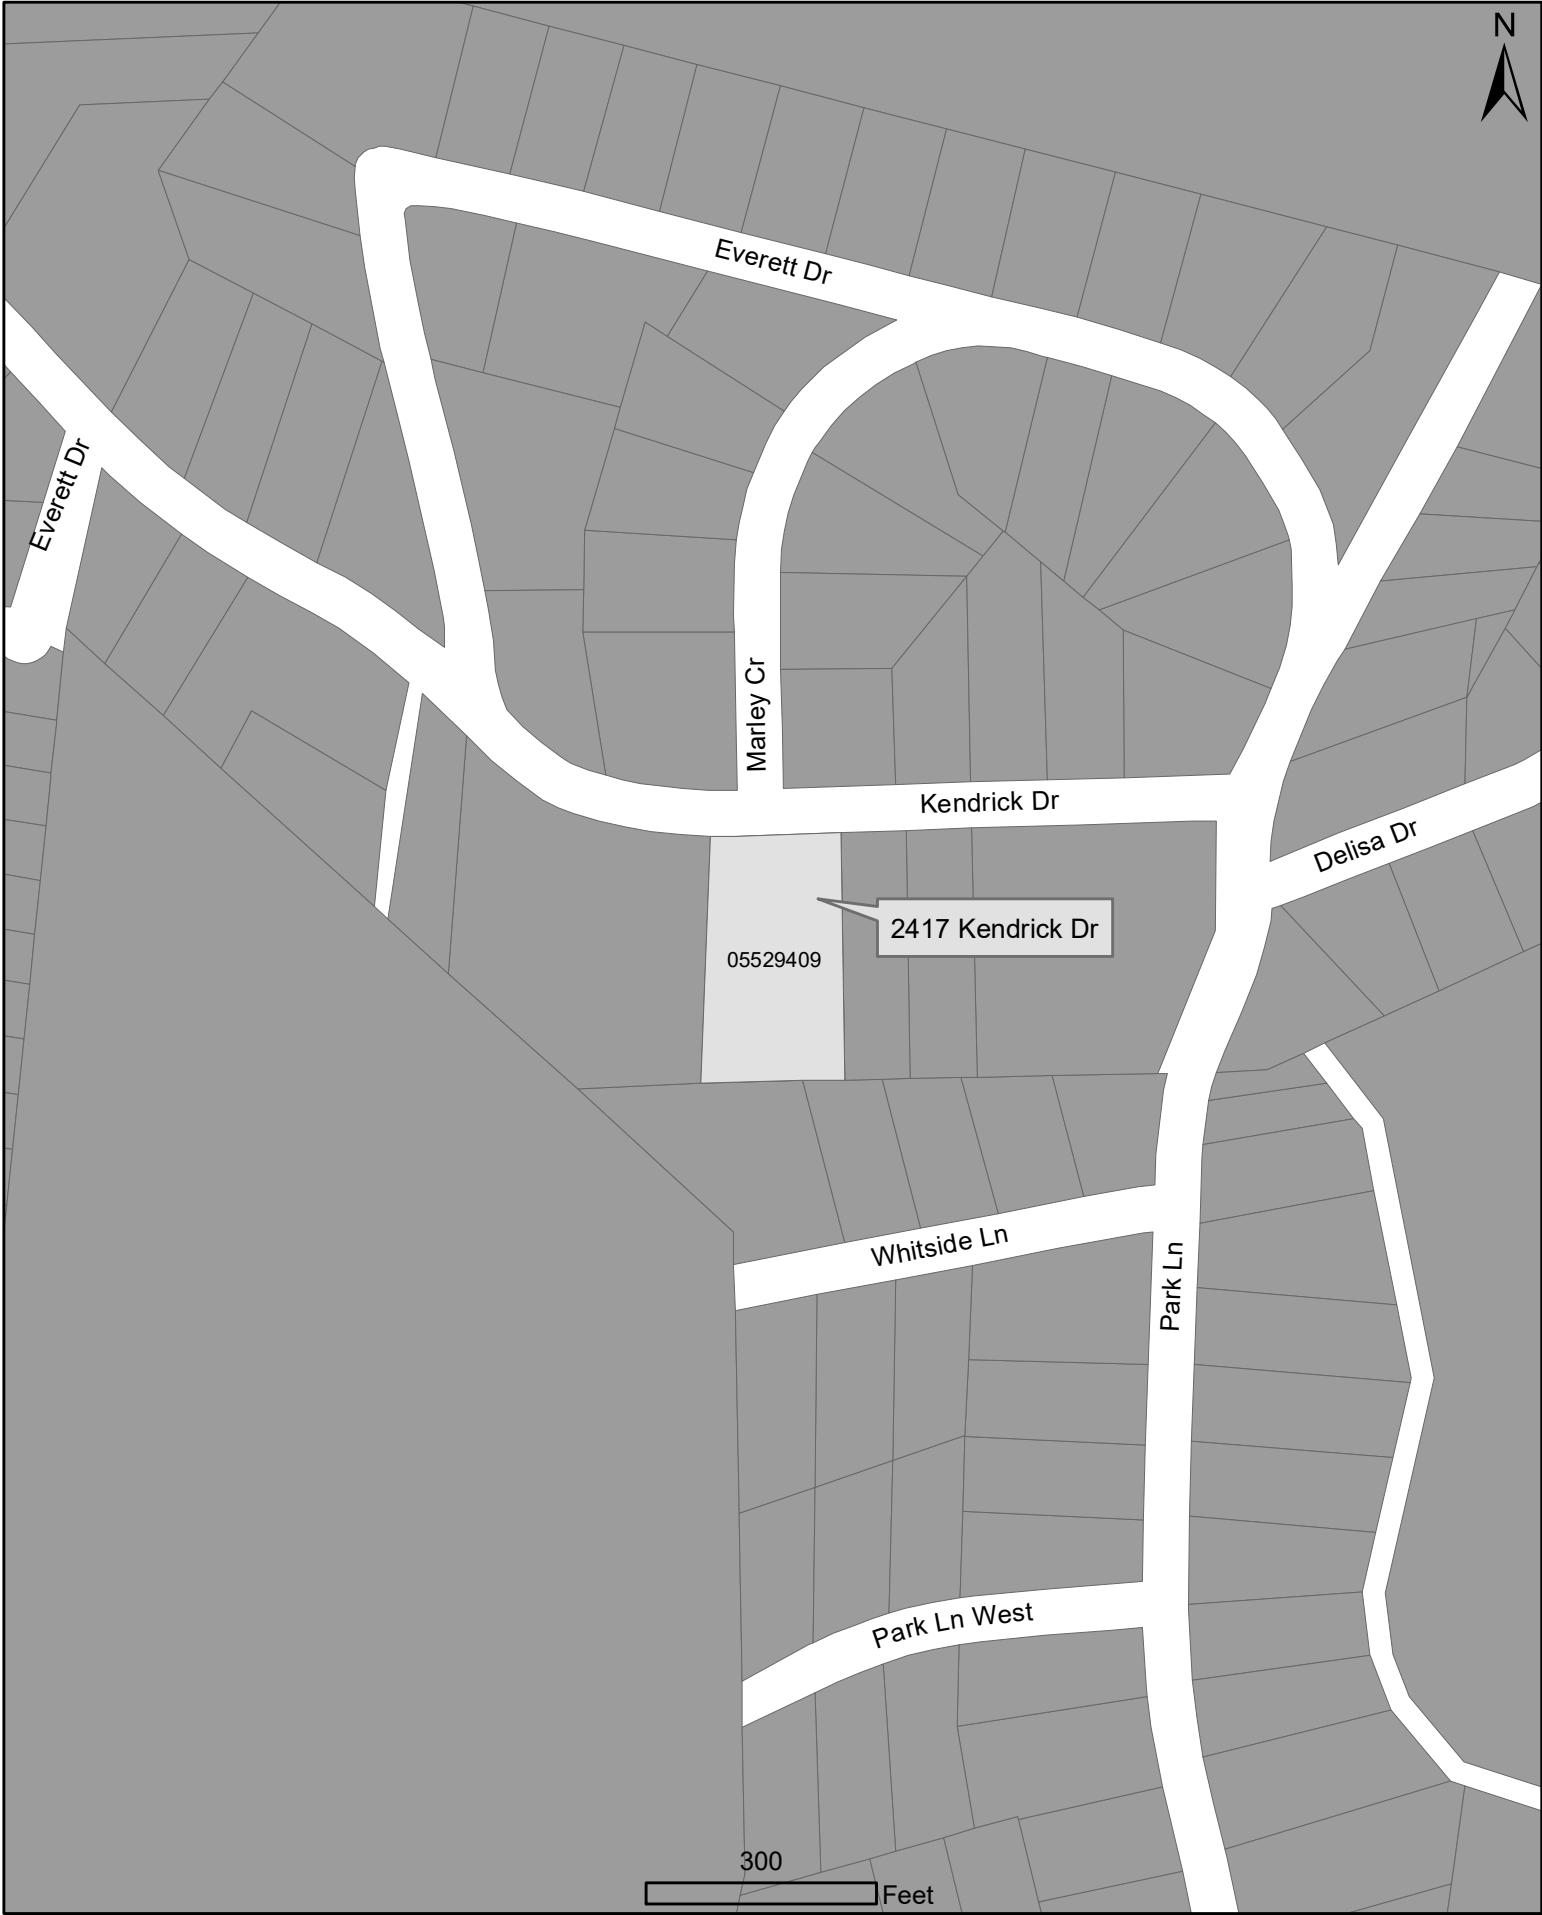 N
Everett Dr
Everett Dr
Marley Cr
Kendrick Dr
Delisa Dr
2417 Kendrick Dr
05529409
Whitside Ln
Park Ln
Park Ln West
300
Feet